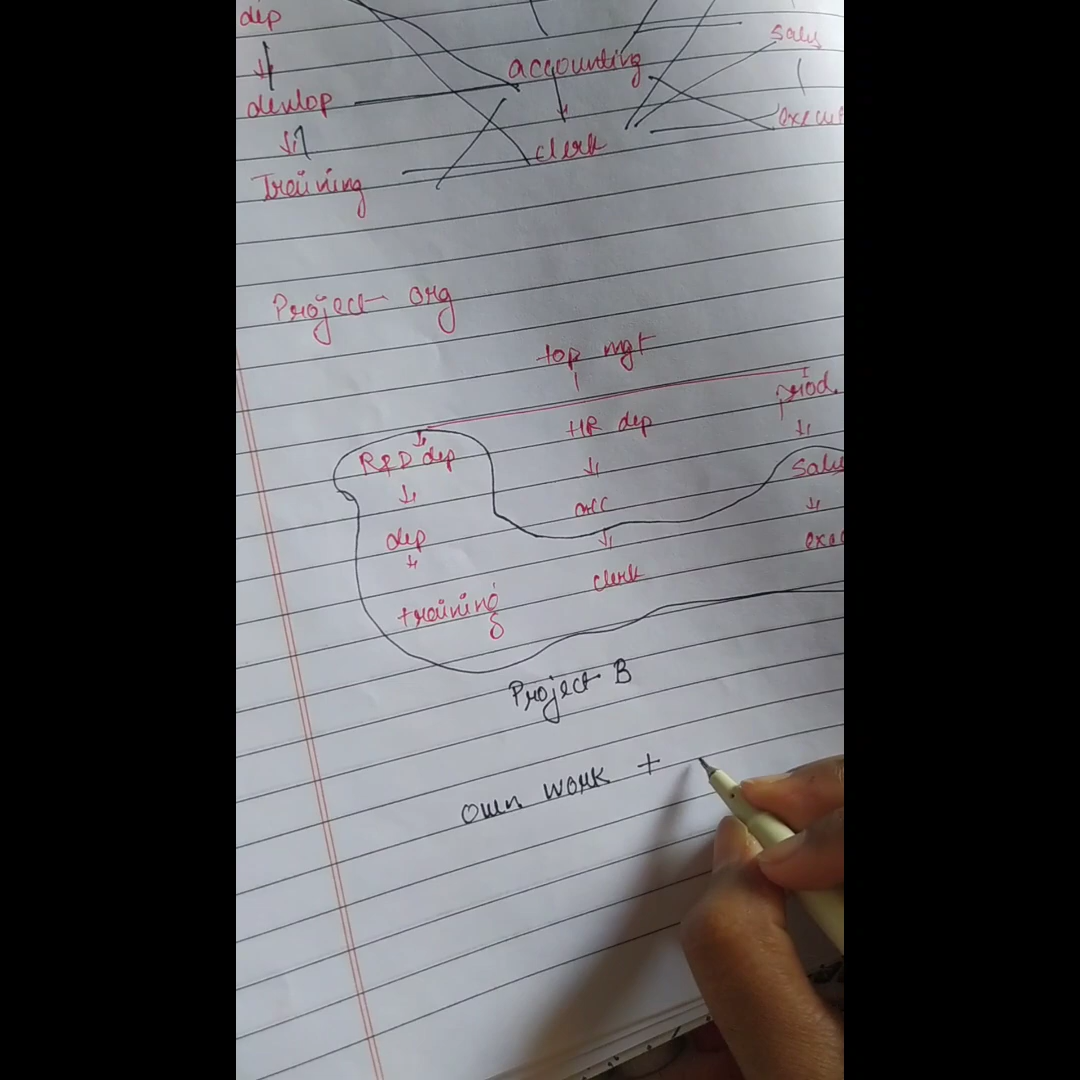 dep
sales
accounting
devlop
execut
clerk
Training
Project org
top mgt
prod.
HR dep
R&D dep
sales
acc
dep
exec
clerk
training
Project B
own work +